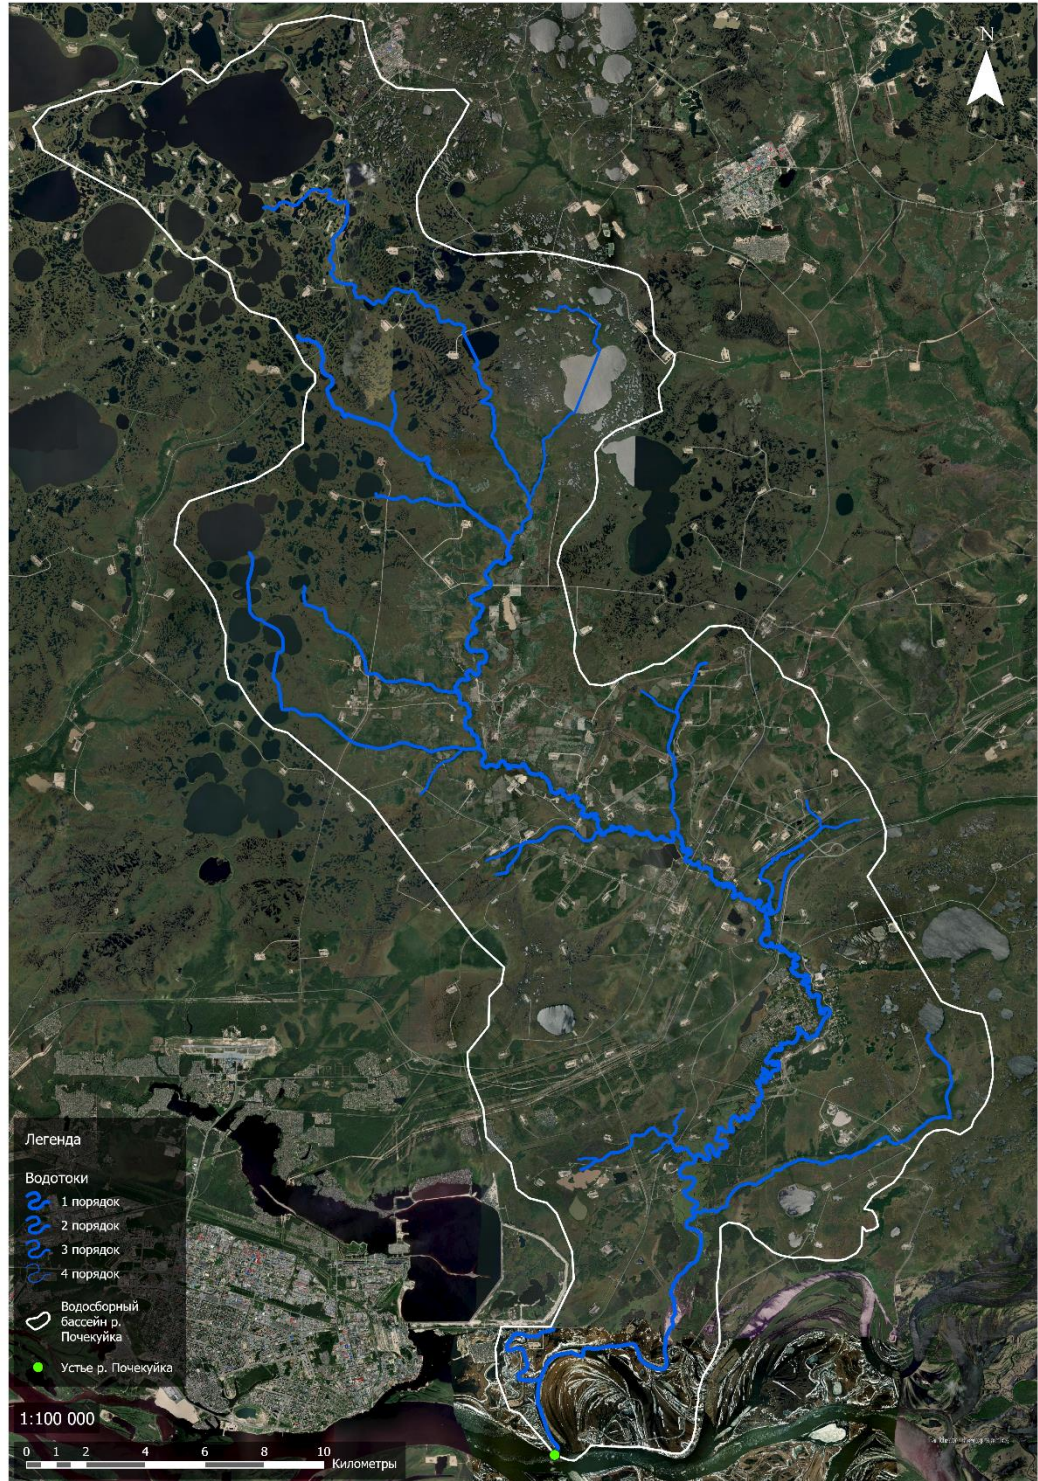 N
Легенда
Водотоки
1 порядок
2 порядок
3 порядок
4 порядок
Водосборный
бассейн р.
Почекуйка
Устье р. Почекуйка
1:100 000
0 1 2 4 6 8 10
Километры